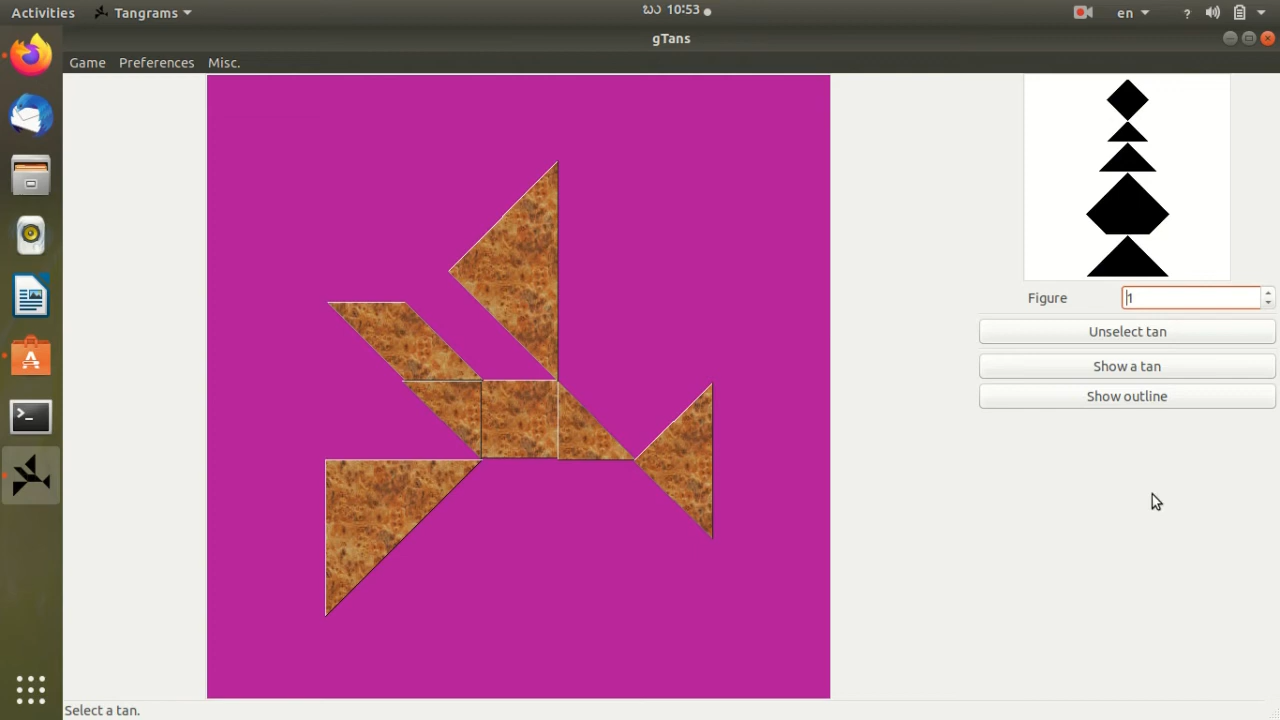 Activities Tangrams ලා 10:53 en ?
gTans
Game Preferences Misc.
Figure 1
Unselect tan
Show a tan
Show outline
Select a tan.